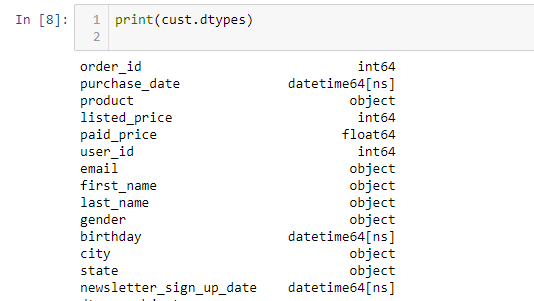 In [8]: 1 print(cust.dtypes)
2
order_id int64
purchase_date datetime64[ns]
product object
listed_price int64
paid_price float64
user_id int64
email object
first_name object
last_name object
gender object
birthday datetime64[ns]
city object
state object
newsletter_sign_up_date datetime64[ns]